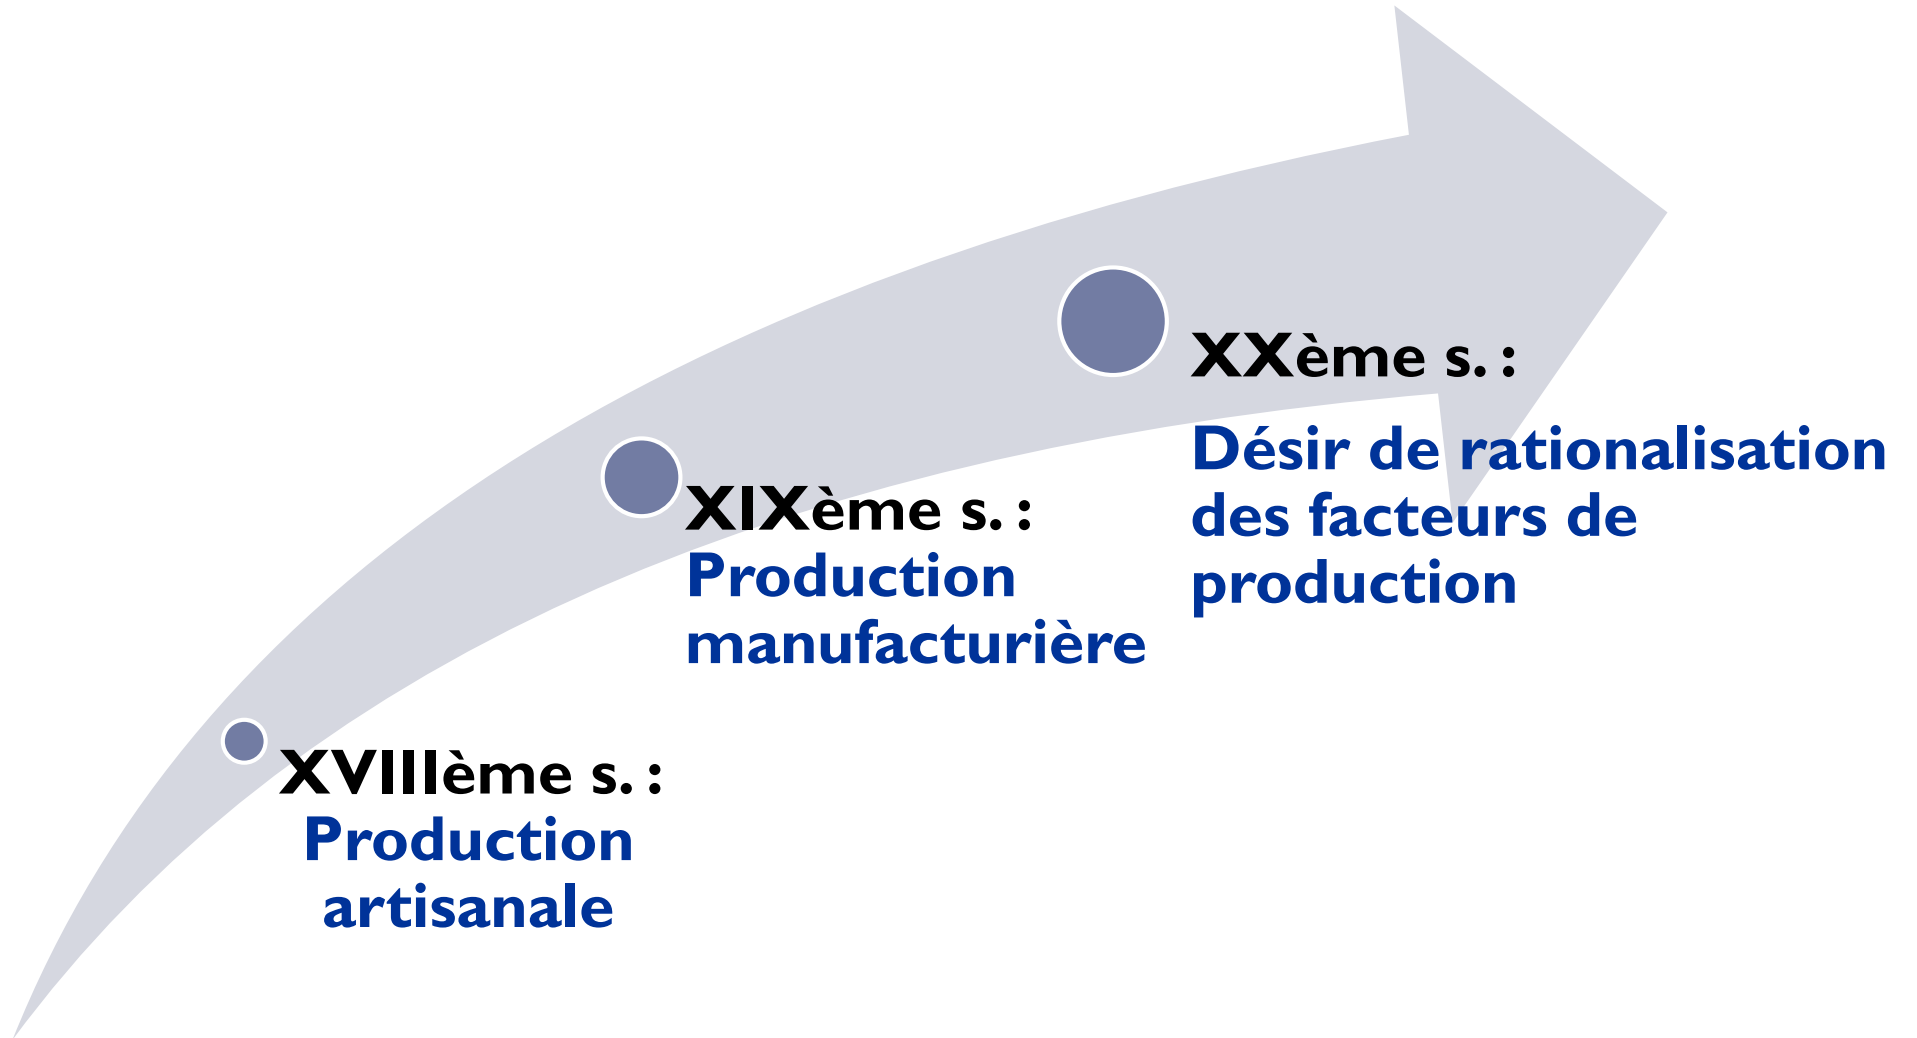 XVIIIème s. :
Production
artisanale
XIXème s. :
Production
manufacturière
XXème s. :
Désir de rationalisation
des facteurs de
production